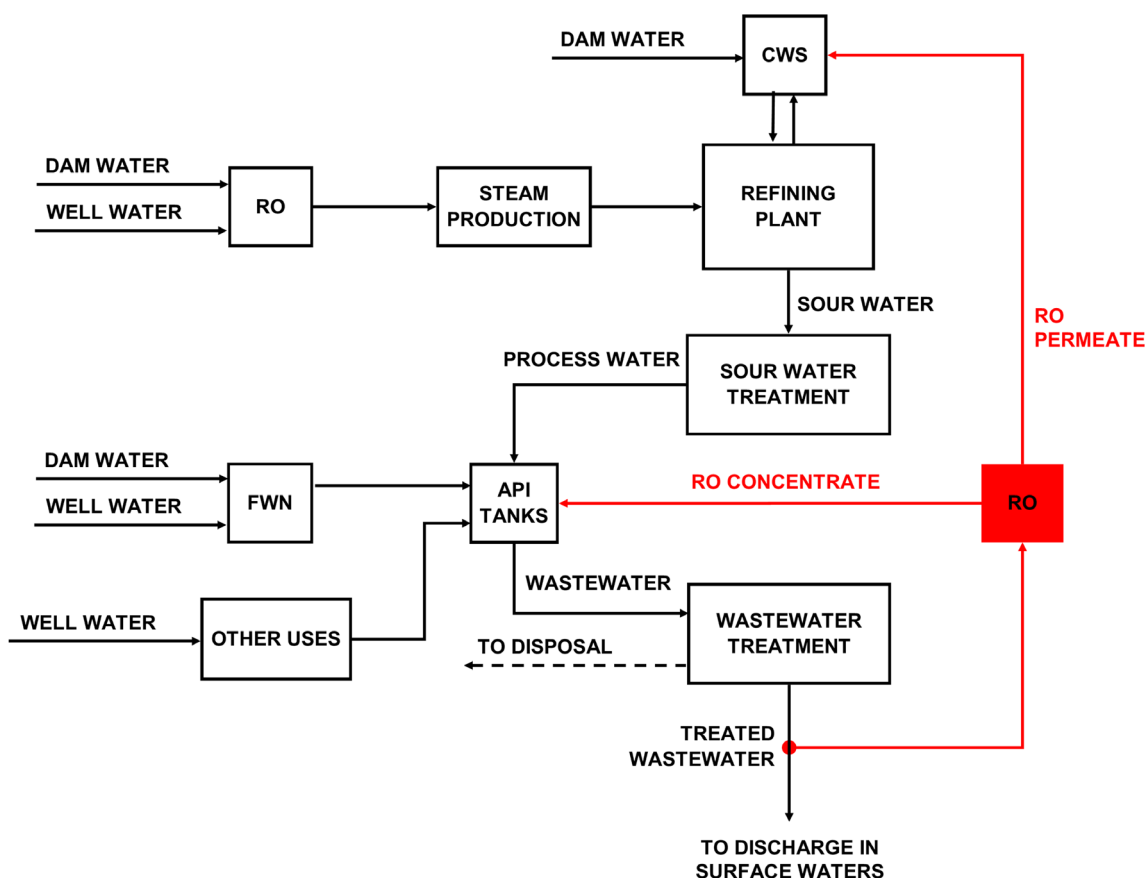 DAM WATER
CWS
DAM WATER
WELL WATER
RO
STEAM
PRODUCTION
REFINING
PLANT
SOUR WATER
RO
PERMEATE
PROCESS WATER
SOUR WATER
TREATMENT
DAM WATER
WELL WATER
FWN
API
TANKS
RO CONCENTRATE
RO
WASTEWATER
WELL WATER
OTHER USES
WASTEWATER
TREATMENT
TO DISPOSAL
TREATED
WASTEWATER
TO DISCHARGE IN
SURFACE WATERS